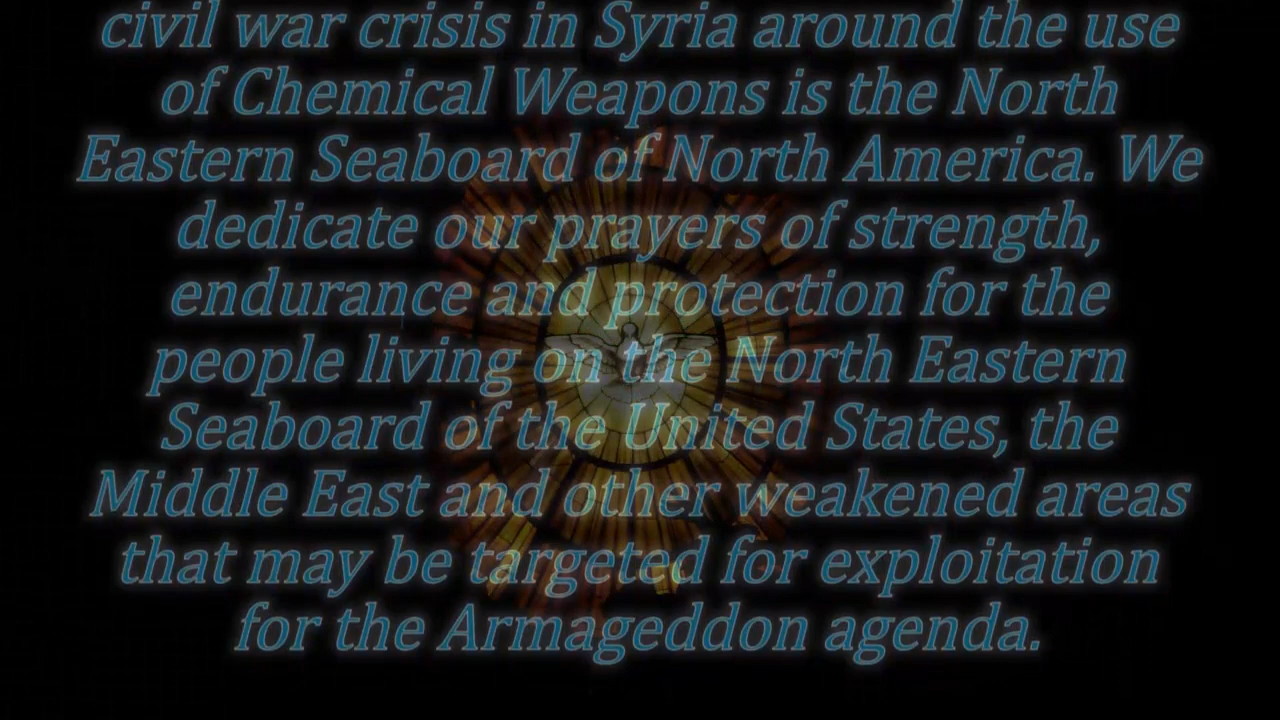 civil war crisis in Syria around the use
of Chemical Weapons is the North
Eastern Seaboard of North America. We
dedicate our prayers of strength,
endurance and protection for the
people living on the North Eastern
Seaboard of the United States, the
Middle East and other weakened areas
that may be targeted for exploitation
for the Armageddon agenda.